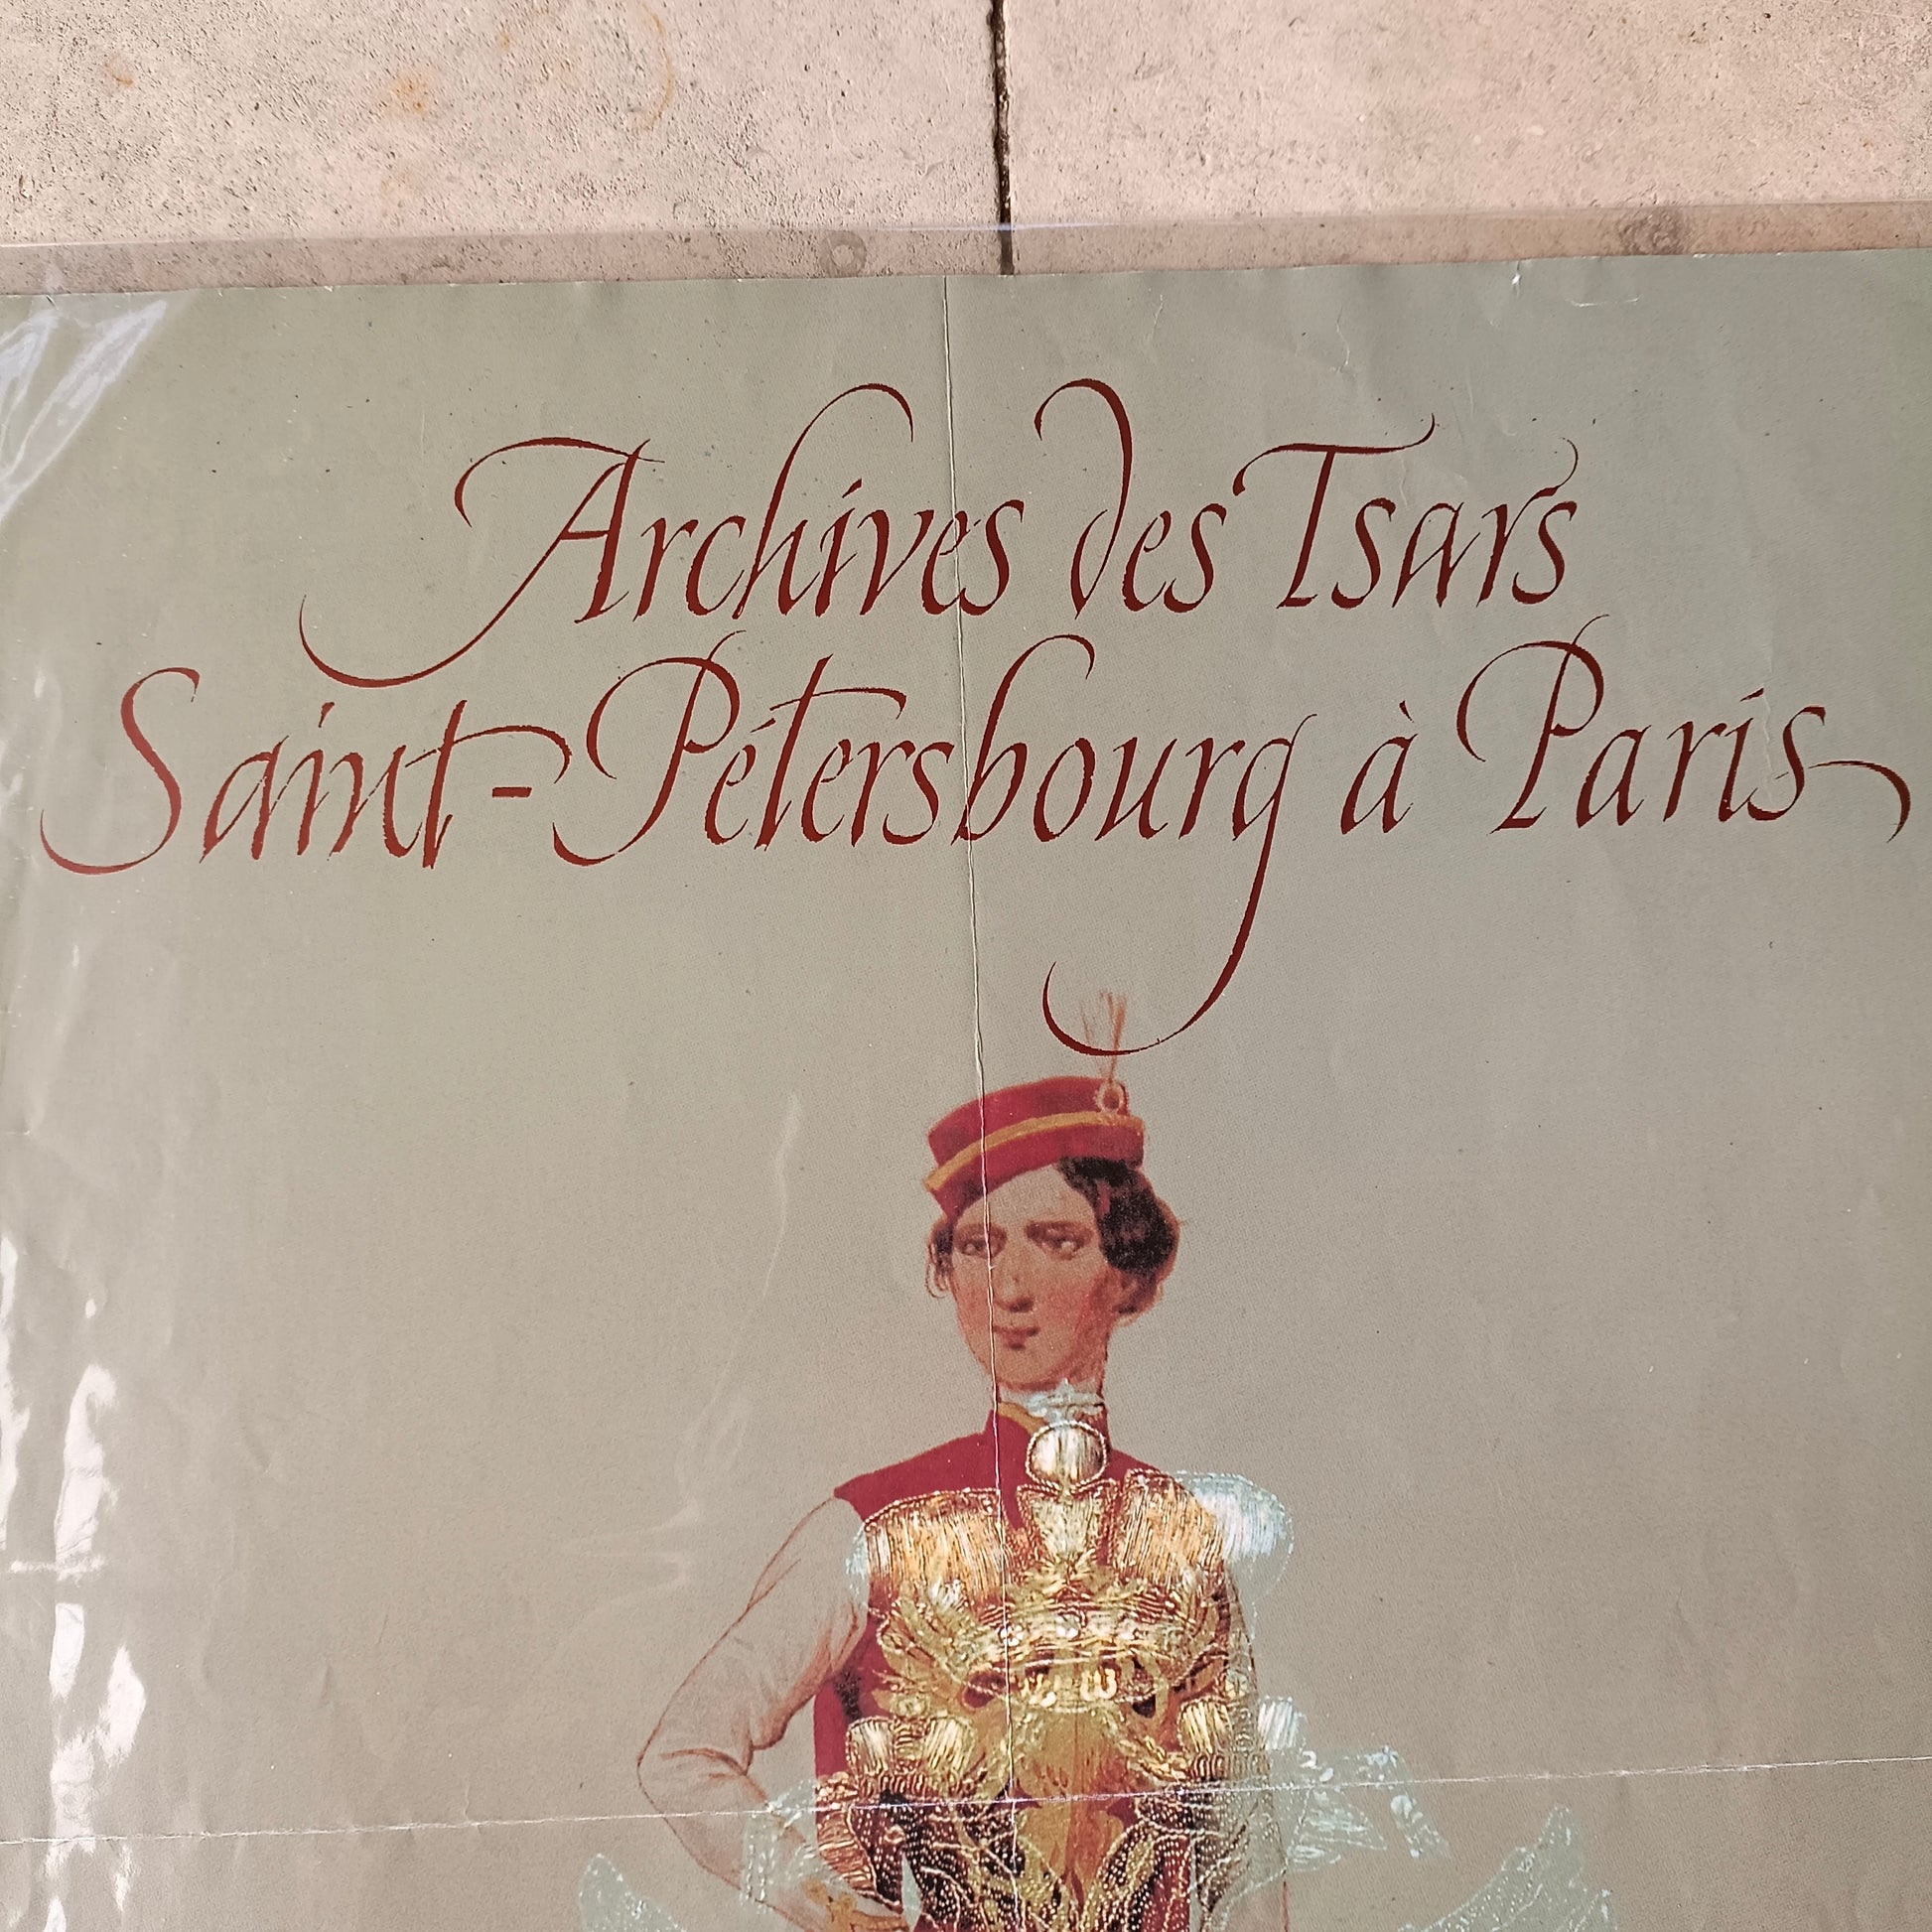 Archives des Tsars
Saint-Pétersbourg à Paris